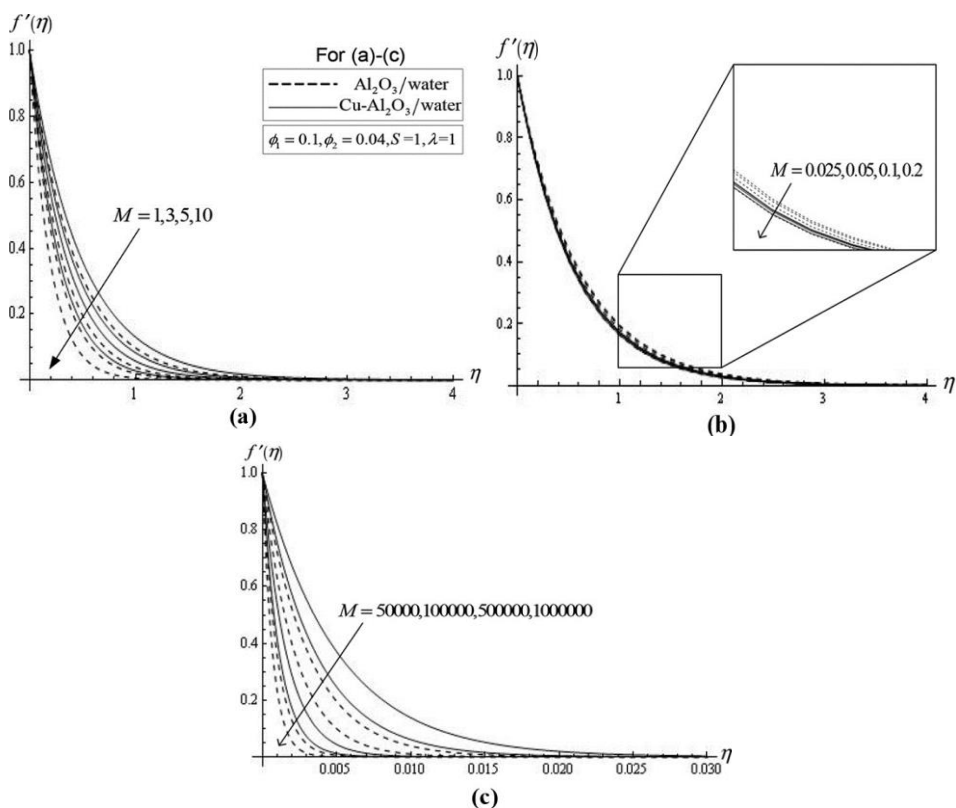 f′(η)
For (a)-(c)
Al₂O₃/water
Cu-Al₂O₃/water
ϕ₁ = 0.1, ϕ₂ = 0.04, S = 1, λ = 1
M = 1,3,5,10
1.0
0.8
0.6
0.4
0.2
0 1 2 3 4 η
(a)
f′(η)
M = 0.025,0.05,0.1,0.2
1.0
0.8
0.6
0.4
0.2
0 1 2 3 4 η
(b)
f′(η)
M = 50000,100000,500000,1000000
1.0
0.8
0.6
0.4
0.2
0.005 0.010 0.015 0.020 0.025 0.030 η
(c)